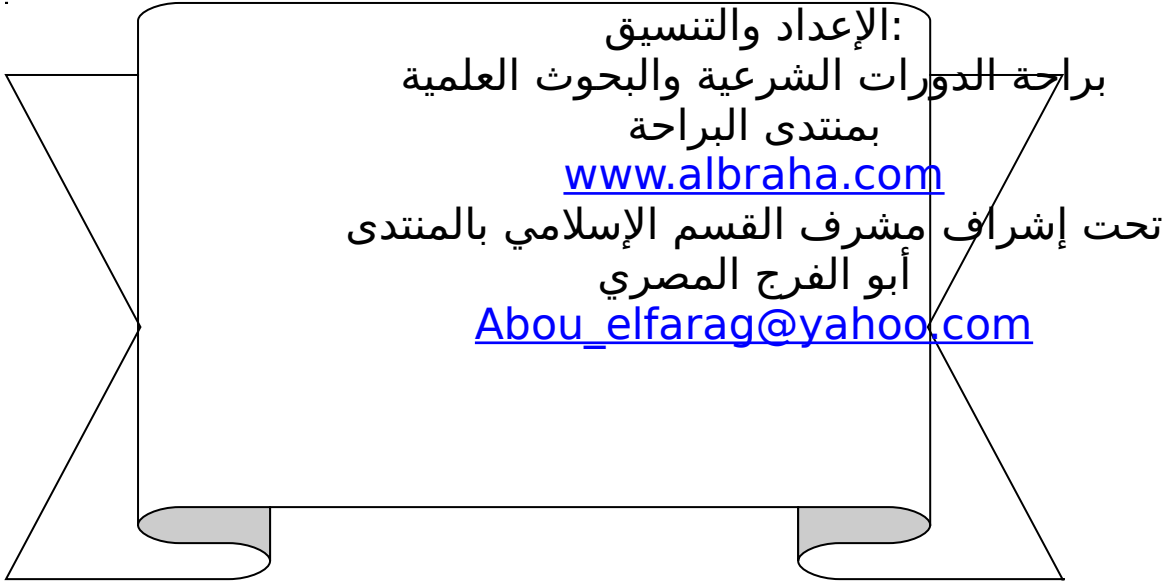 الإعداد والتنسيق:
براحة الدورات الشرعية والبحوث العلمية
بمنتدى البراحة
www.albraha.com
تحت إشراف مشرف القسم الإسلامي بالمنتدى
أبو الفرج المصري
Abou_elfarag@yahoo.com